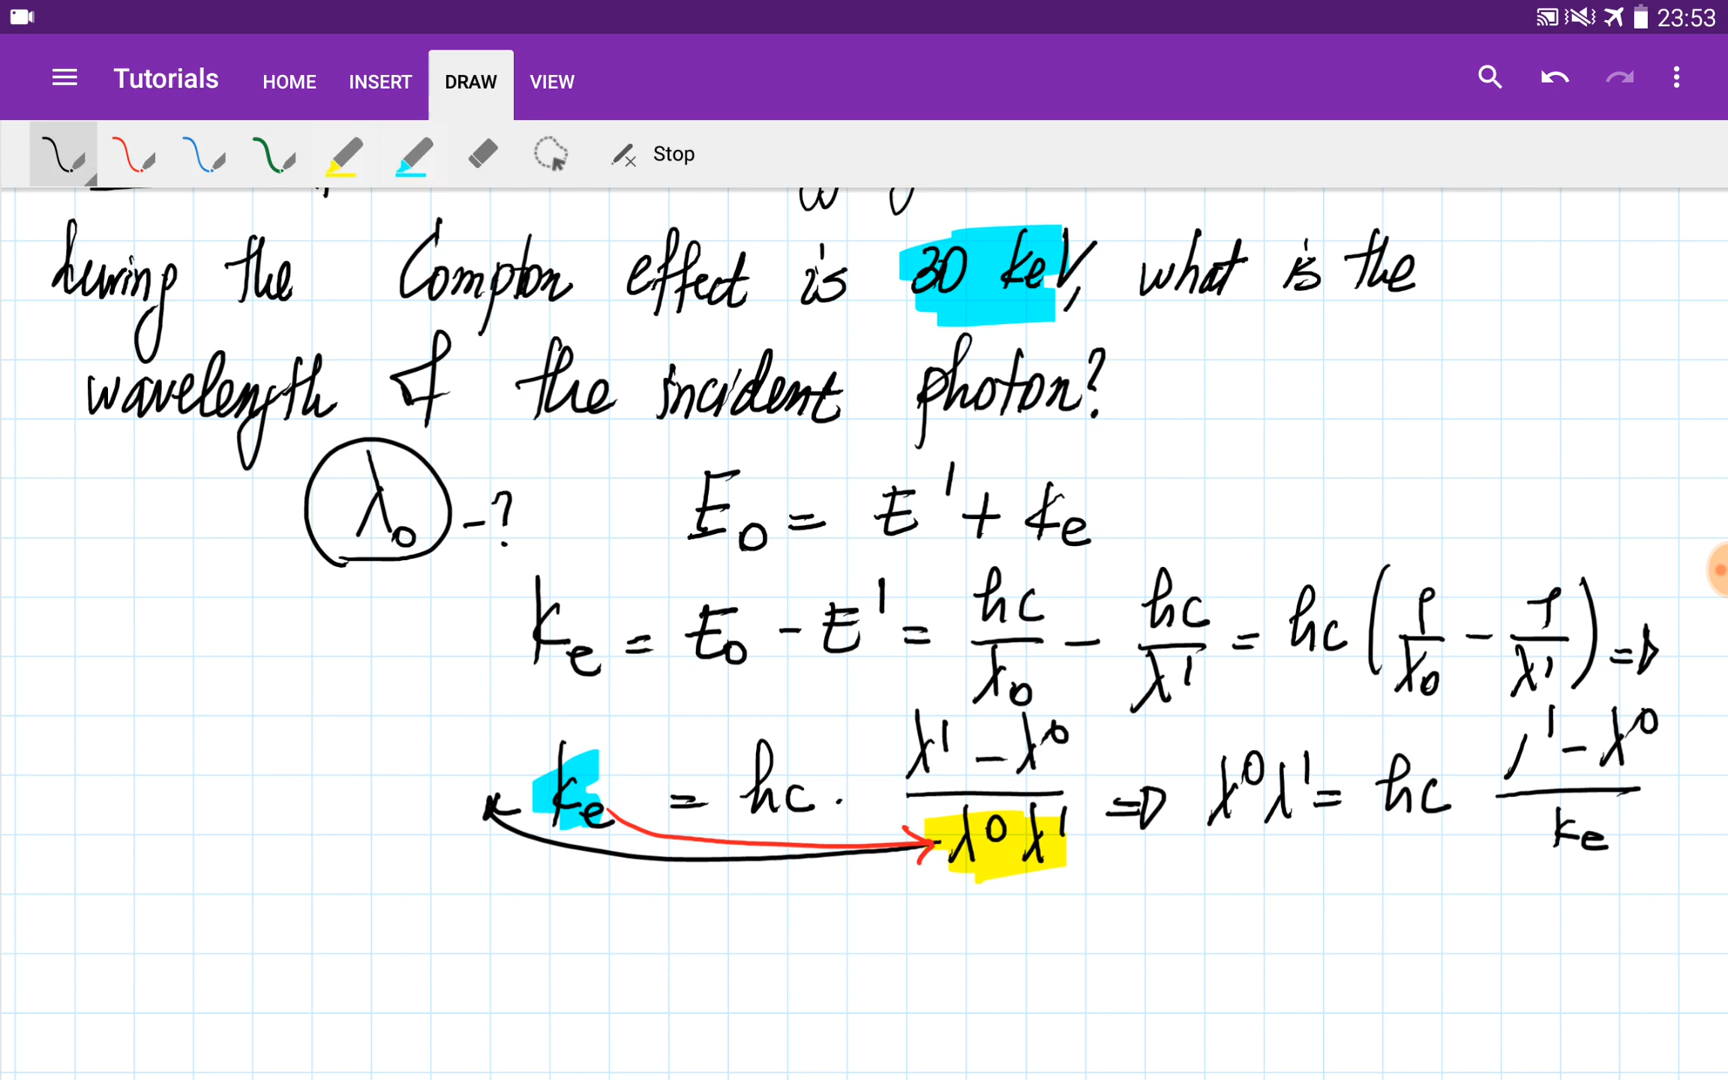 23:53
Tutorials HOME INSERT DRAW VIEW
Stop
during the Compton effect is 30 keV, what is the
wavelength of the incident photon?
λ₀ - ? E₀ = E' + ke
ke = E₀ - E' = hc/λ₀ - hc/λ' = hc (1/λ₀ - 1/λ') ⇒
ke = hc · (λ' - λ⁰)/(λ⁰λ') ⇒ λ⁰λ' = hc (λ' - λ⁰)/ke